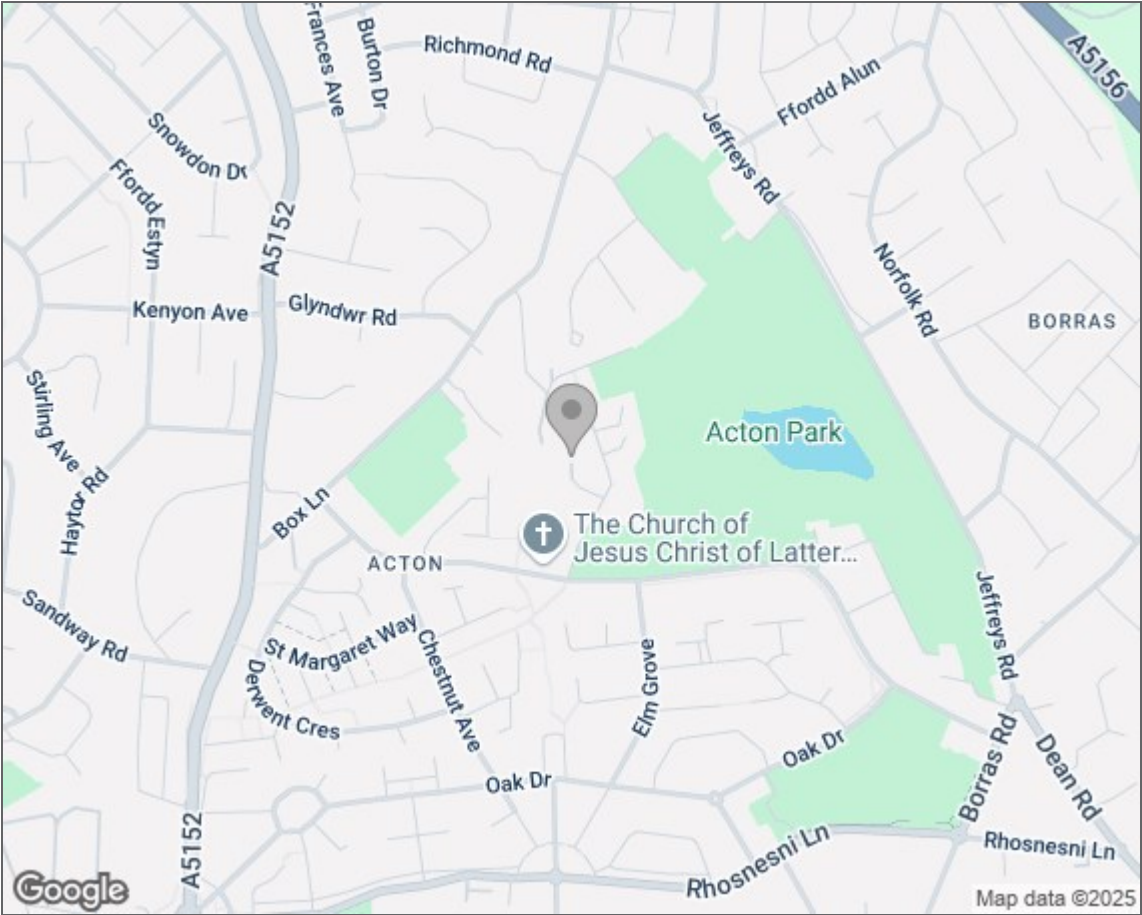 Frances Ave
Burton Dr
Richmond Rd
A5156
Ffordd Alun
Snowdon Dr
Jeffreys Rd
Ffordd Estyn
A5152
Norfolk Rd
Kenyon Ave
Glyndwr Rd
BORRAS
Stirling Ave
Acton Park
Haytor Rd
Box Ln
The Church of
Jesus Christ of Latter...
ACTON
Jeffreys Rd
Sandway Rd
St Margaret Way
Chestnut Ave
Elm Grove
Derwent Cres
Oak Dr
Oak Dr
Borras Rd
Dean Rd
A5152
Rhosnesni Ln
Rhosnesni Ln
Google
Map data ©2025